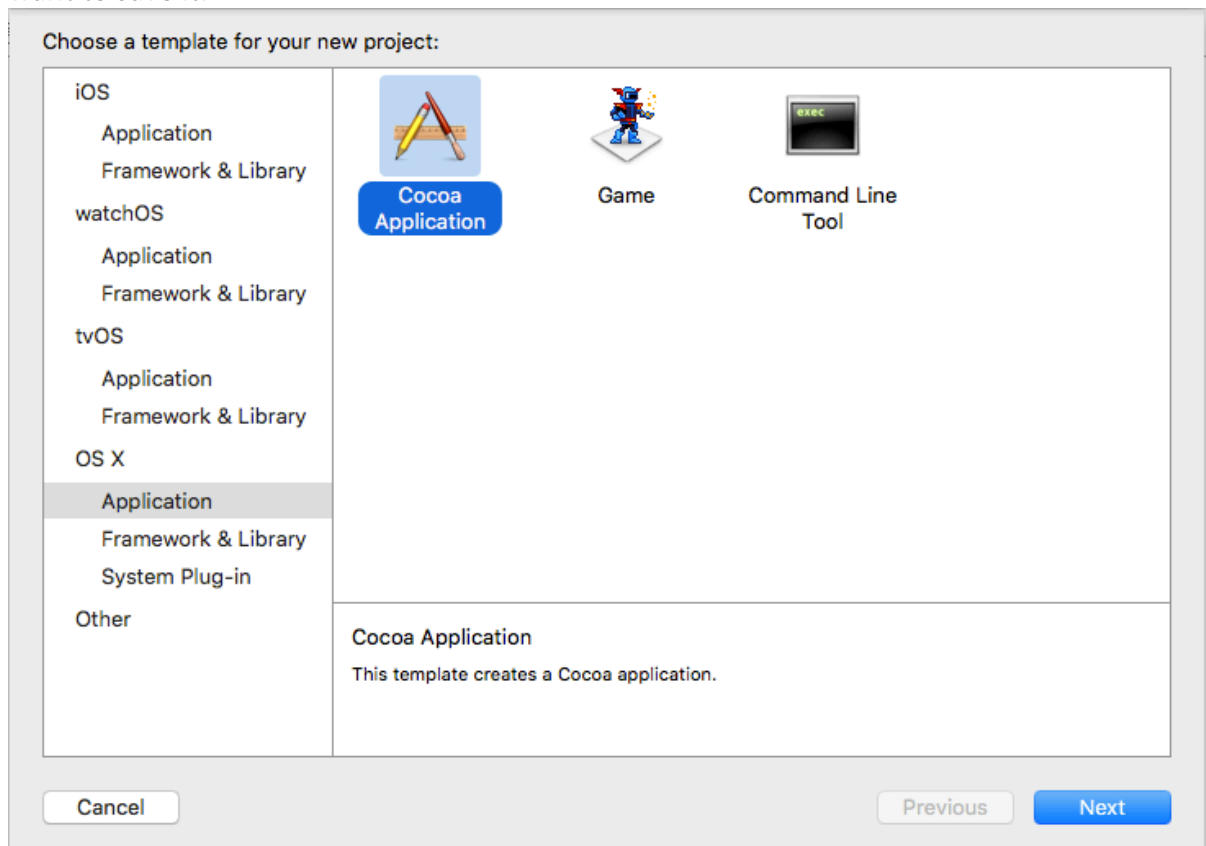 Choose a template for your new project:
iOS
Application
Framework & Library
watchOS
Application
Framework & Library
tvOS
Application
Framework & Library
OS X
Application
Framework & Library
System Plug-in
Other
exec
Cocoa
Application
Game
Command Line
Tool
Cocoa Application
This template creates a Cocoa application.
Cancel
Previous
Next